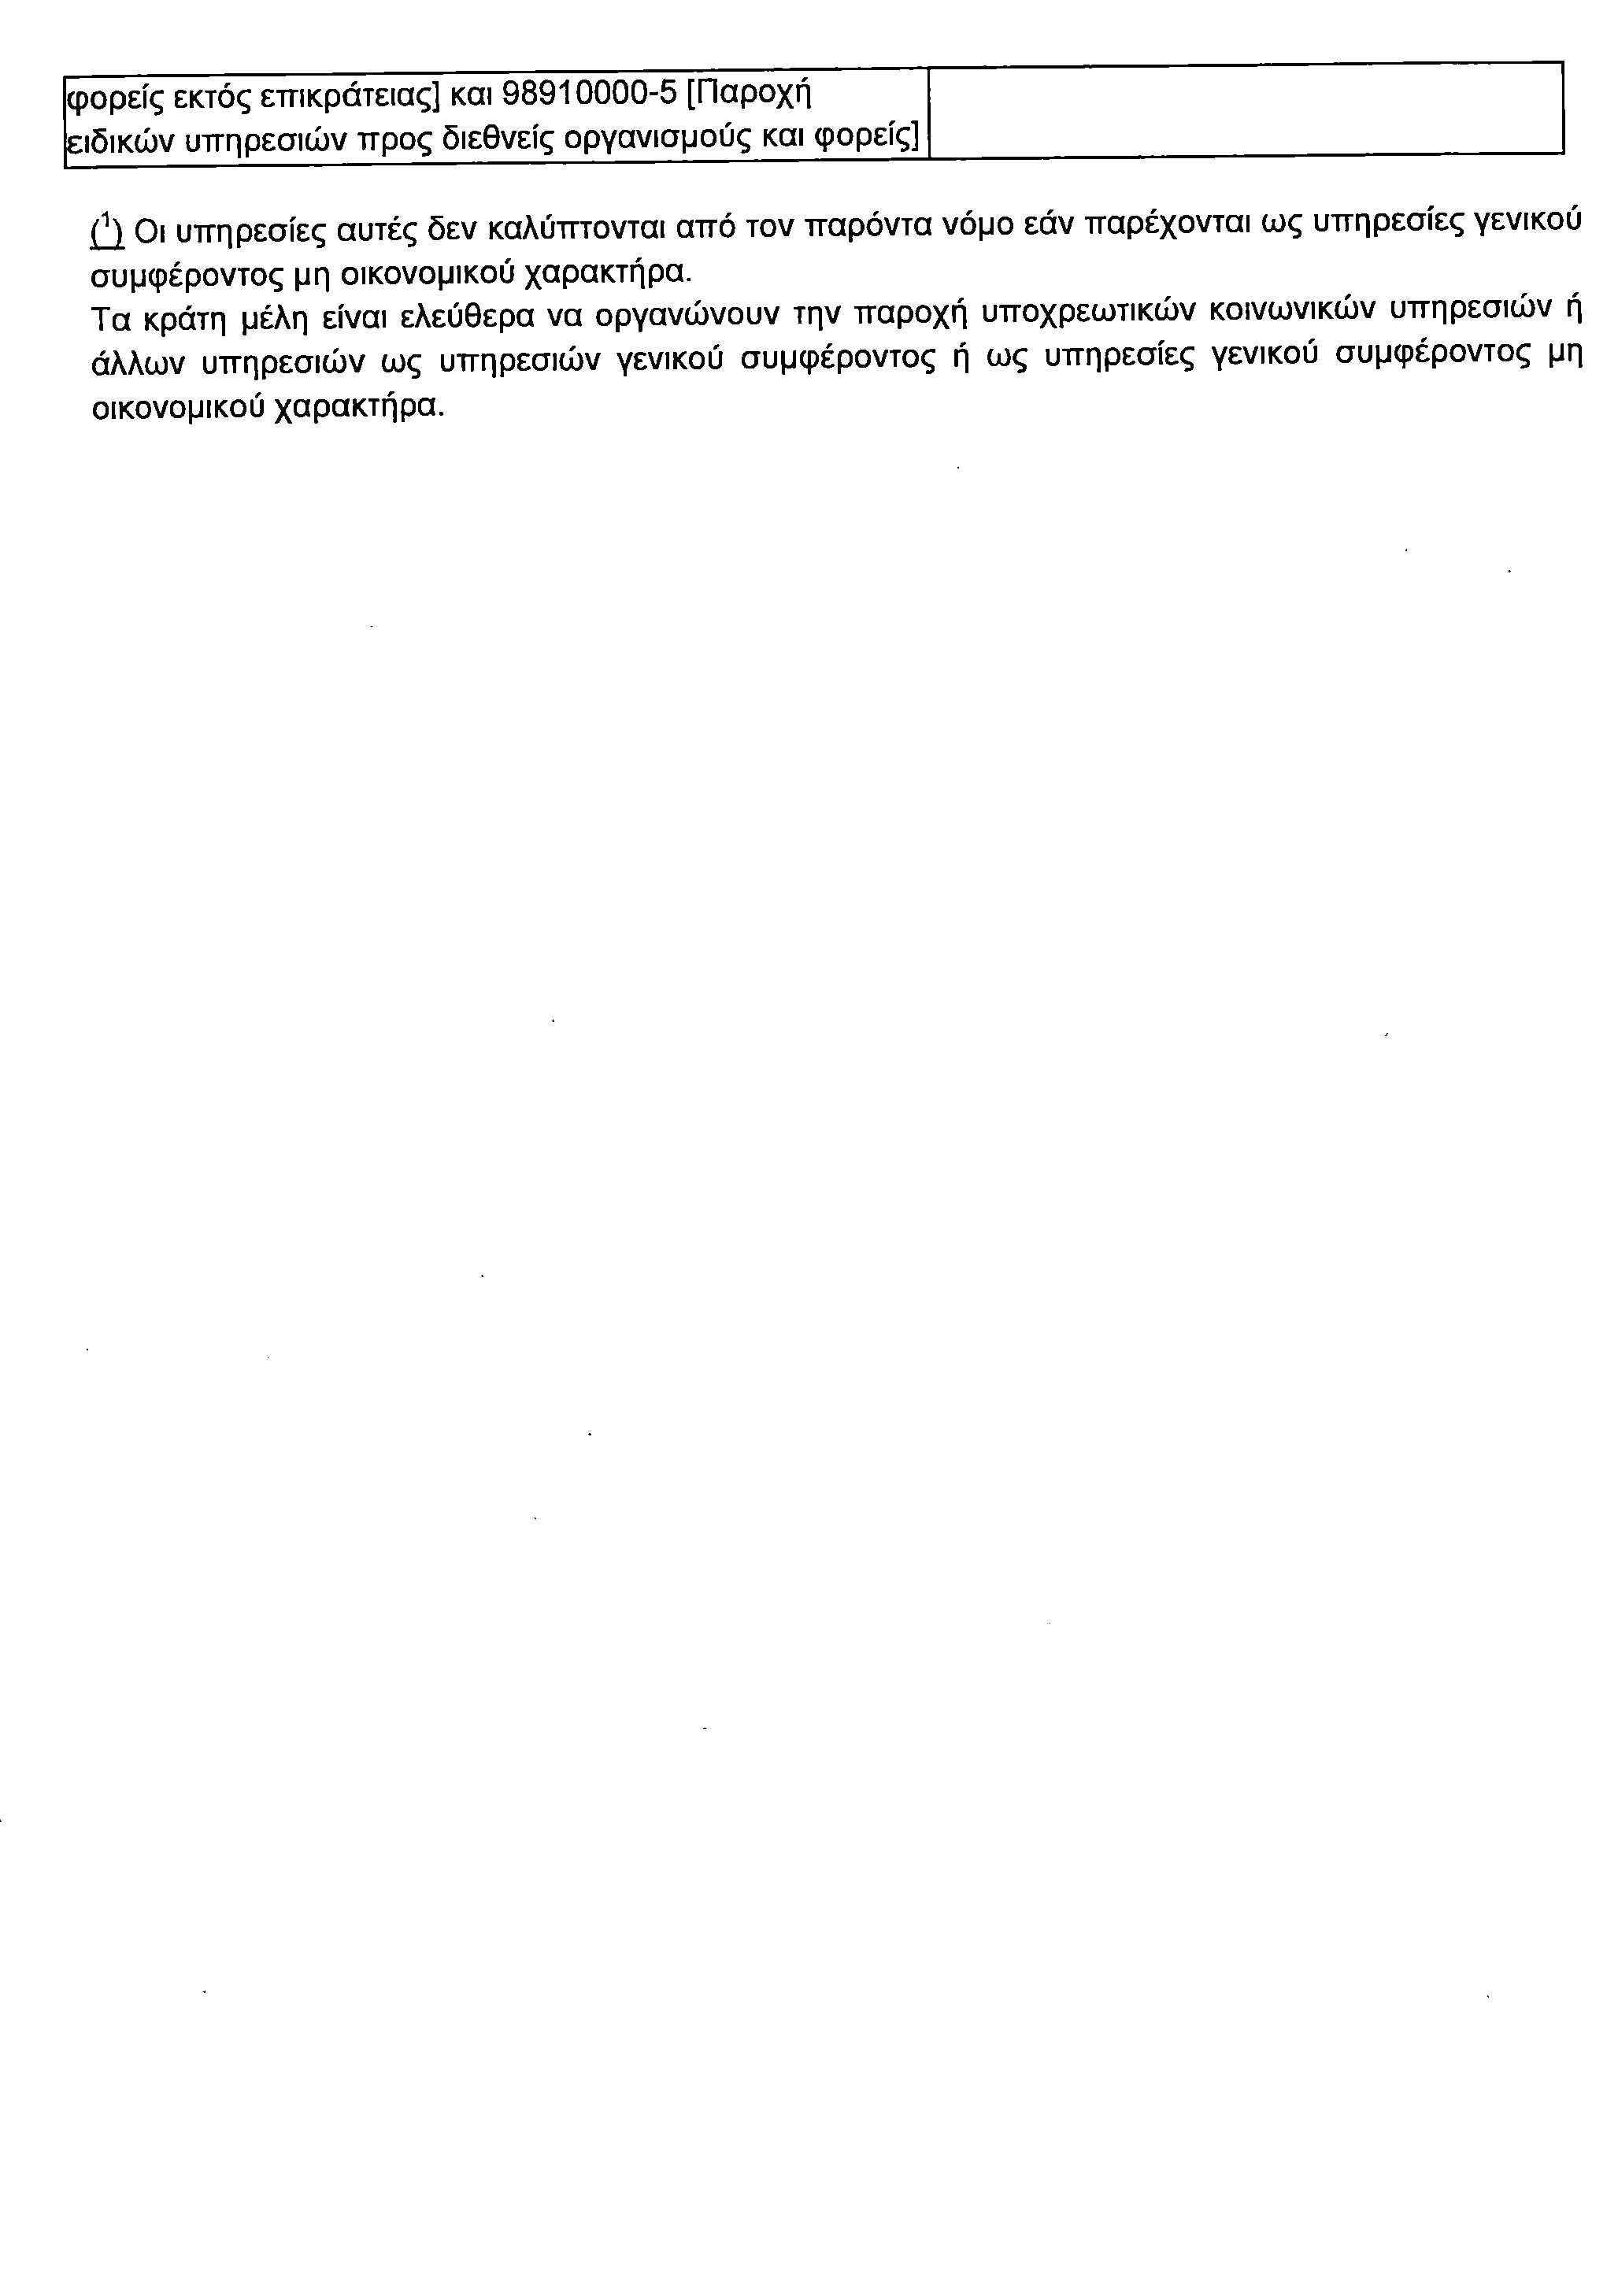 φορείς εκτός επικράτειας] και 98910000-5 [Παροχή
ειδικών υπηρεσιών προς διεθνείς οργανισμούς και φορείς]
(1) Οι υπηρεσίες αυτές δεν καλύπτονται από τον παρόντα νόμο εάν παρέχονται ως υπηρεσίες γενικού
συμφέροντος μη οικονομικού χαρακτήρα.
Τα κράτη μέλη είναι ελεύθερα να οργανώνουν την παροχή υποχρεωτικών κοινωνικών υπηρεσιών ή
άλλων υπηρεσιών ως υπηρεσιών γενικού συμφέροντος ή ως υπηρεσίες γενικού συμφέροντος μη
οικονομικού χαρακτήρα.